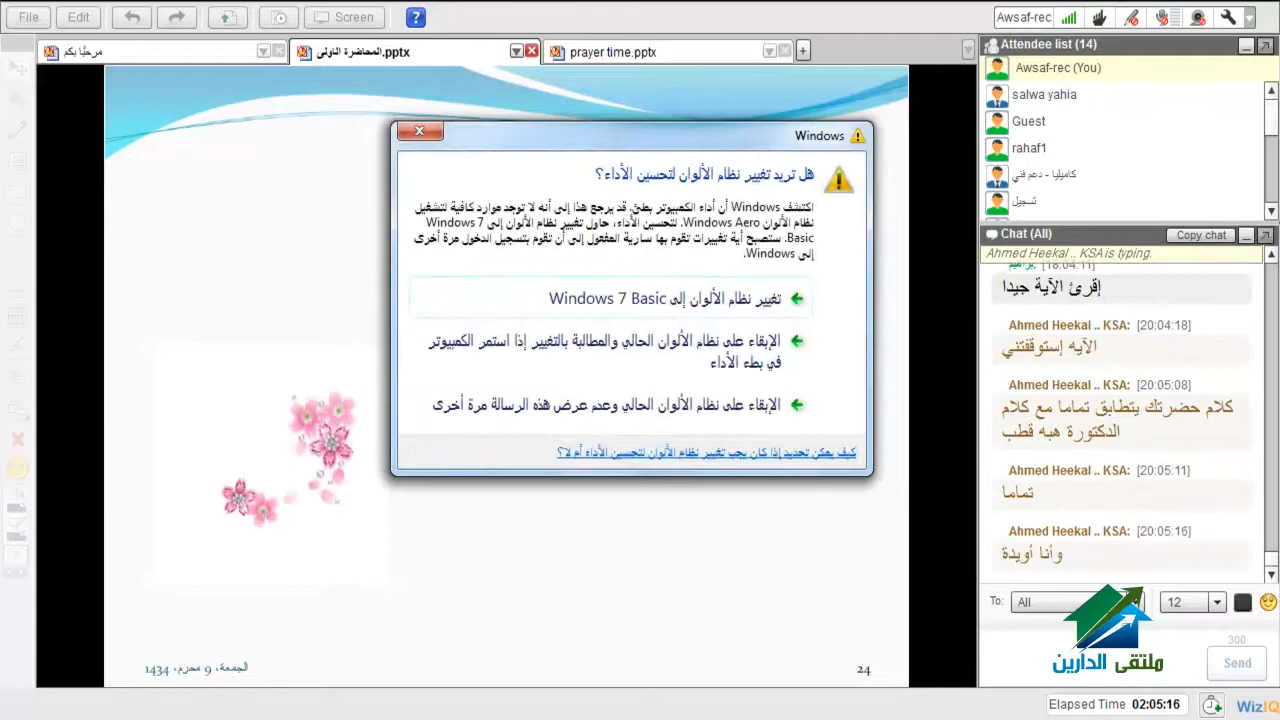 File
Edit
Screen
?
Awsaf-rec
مرحبًا بكم
المحاضرة الاولى.pptx
prayer time.pptx
Attendee list (14)
Awsaf-rec (You)
salwa yahia
Guest
rahaf1
كاميليا - دعم فني
تسجيل
Windows
هل تريد تغيير نظام الألوان لتحسين الأداء؟
اكتشف Windows أن أداء الكمبيوتر بطئ. قد يرجع هذا إلى أنه لا توجد موارد كافية لتشغيل
نظام الألوان Windows Aero. لتحسين الأداء، حاول تغيير نظام الألوان إلى Windows 7
Basic. ستصبح أية تغييرات تقوم بها سارية المفعول إلى أن تقوم بتسجيل الدخول مرة أخرى
إلى Windows.
تغيير نظام الألوان إلى Windows 7 Basic
الإبقاء على نظام الألوان الحالي والمطالبة بالتغيير إذا استمر الكمبيوتر
في بطء الأداء
الإبقاء على نظام الألوان الحالي وعدم عرض هذه الرسالة مرة أخرى
كيف يمكن تحديد إذا كان يجب تغيير نظام الألوان لتحسين الأداء أم لا؟
الجمعة، 9 محرم، 1434
24
Chat (All)
Copy chat
Ahmed Heekal .. KSA is typing.
[18:04:11]
إقرئ الآية جيدا
Ahmed Heekal .. KSA: [20:04:18]
الآيه إستوقفتني
Ahmed Heekal .. KSA: [20:05:08]
كلام حضرتك يتطابق تماما مع كلام
الدكتورة هبه قطب
Ahmed Heekal .. KSA: [20:05:11]
تماما
Ahmed Heekal .. KSA: [20:05:16]
وأنا أويدة
To:
All
12
ملتقى الدارين
300
Send
Elapsed Time 02:05:16
WizIQ